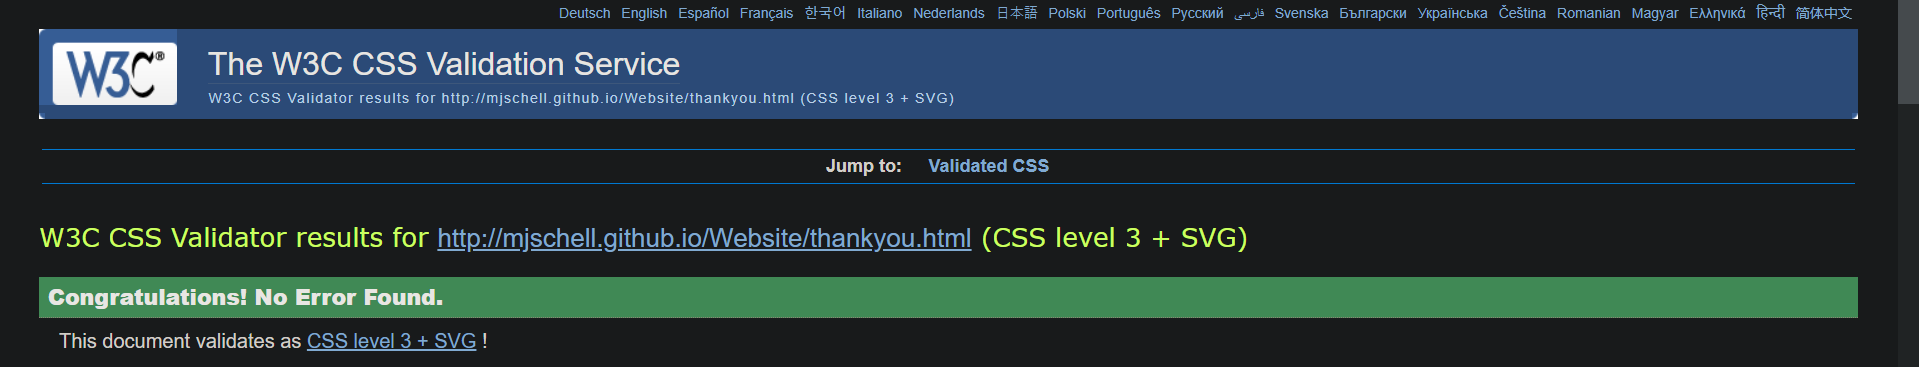 Deutsch English Español Français 한국어 Italiano Nederlands 日本語 Polski Português Русский فارسی Svenska Български Українська Čeština Romanian Magyar Ελληνικά हिन्दी 简体中文
W3C®
The W3C CSS Validation Service
W3C CSS Validator results for http://mjschell.github.io/Website/thankyou.html (CSS level 3 + SVG)
Jump to: Validated CSS
W3C CSS Validator results for http://mjschell.github.io/Website/thankyou.html (CSS level 3 + SVG)
Congratulations! No Error Found.
This document validates as CSS level 3 + SVG !